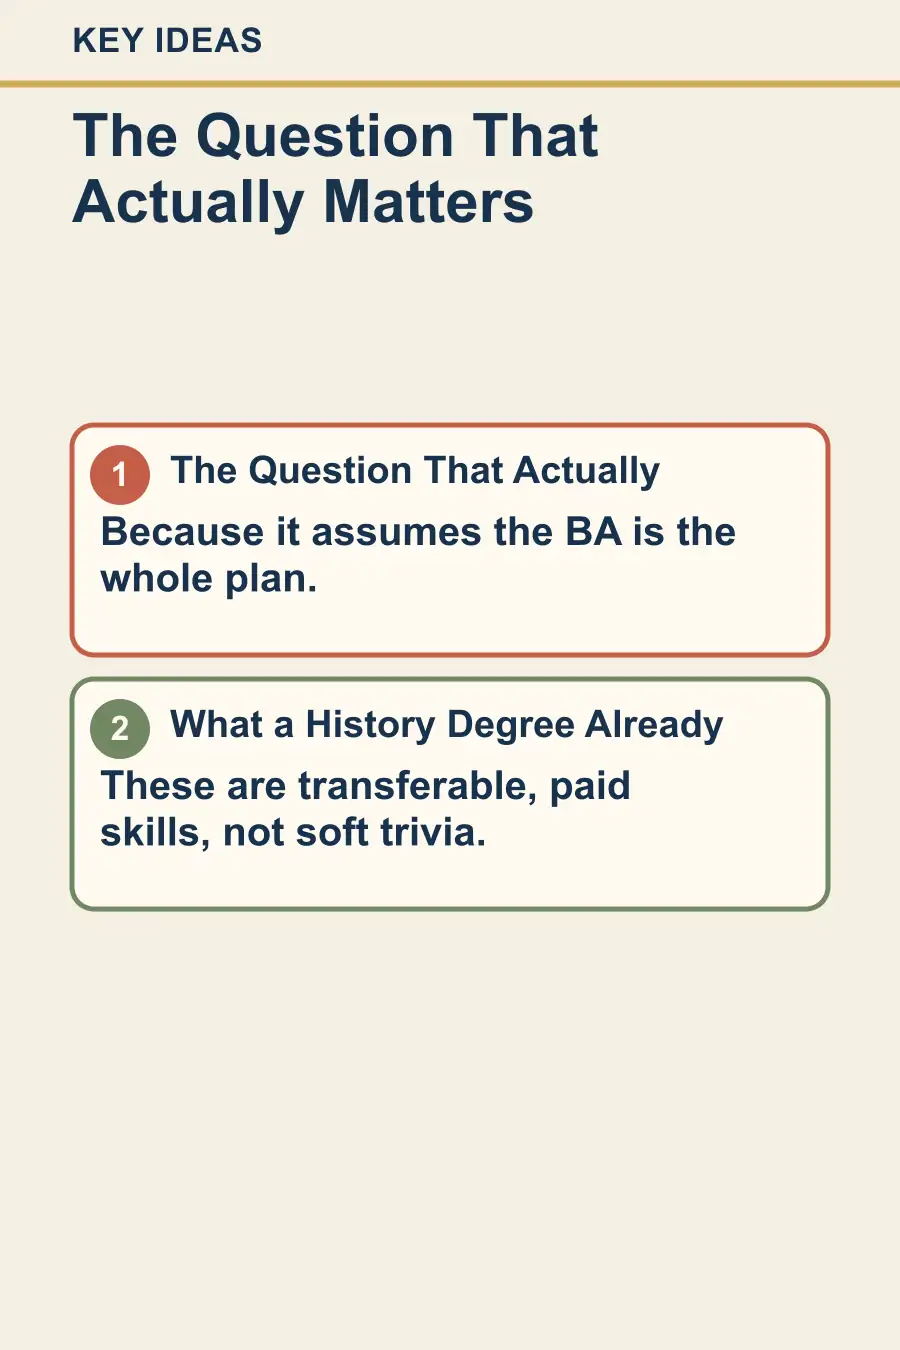 KEY IDEAS
The Question That
Actually Matters
1 The Question That Actually
Because it assumes the BA is the
whole plan.
2 What a History Degree Already
These are transferable, paid
skills, not soft trivia.